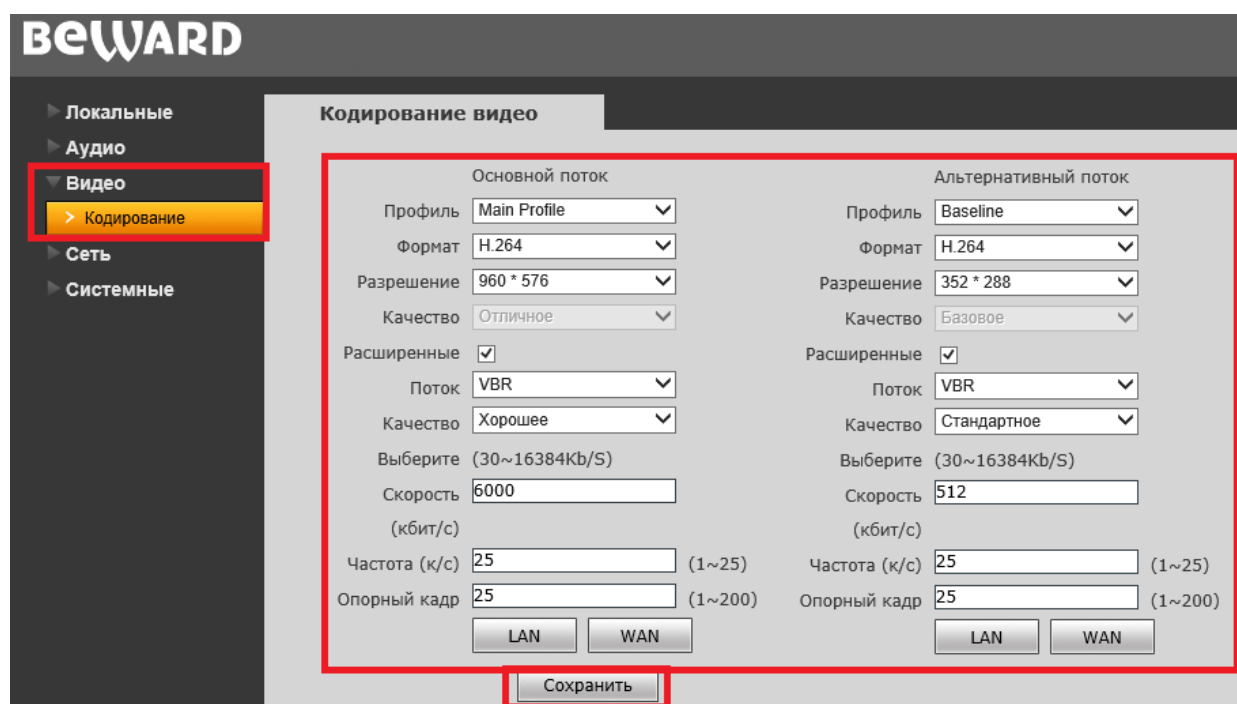 BEWARD
Локальные
Аудио
Видео
Кодирование
Сеть
Системные
Кодирование видео
Основной поток
Профиль Main Profile
Формат H.264
Разрешение 960 * 576
Качество Отличное
Расширенные
Поток VBR
Качество Хорошее
Выберите (30~16384Kb/S)
Скорость 6000
(кбит/с)
Частота (к/с) 25 (1~25)
Опорный кадр 25 (1~200)
LAN WAN
Альтернативный поток
Профиль Baseline
Формат H.264
Разрешение 352 * 288
Качество Базовое
Расширенные
Поток VBR
Качество Стандартное
Выберите (30~16384Kb/S)
Скорость 512
(кбит/с)
Частота (к/с) 25 (1~25)
Опорный кадр 25 (1~200)
LAN WAN
Сохранить